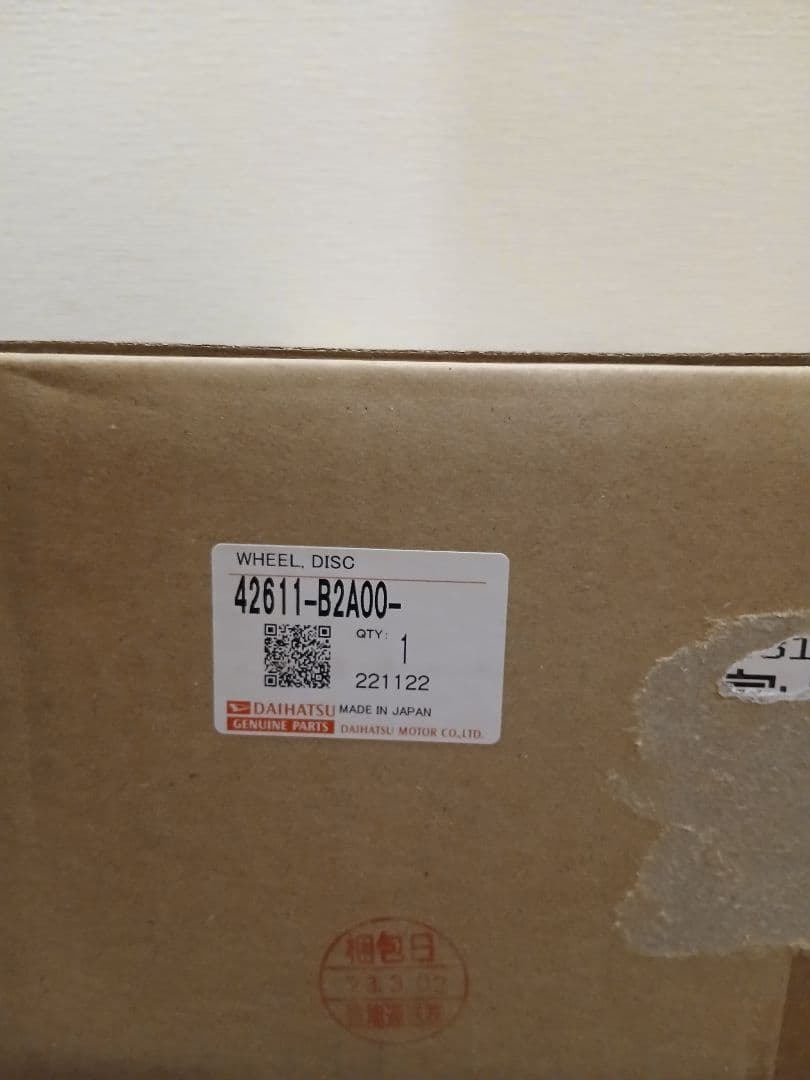 WHEEL, DISC
42611-B2A00-
QTY: 1
221122
DAIHATSU MADE IN JAPAN
GENUINE PARTS DAIHATSU MOTOR CO.,LTD.
梱包日